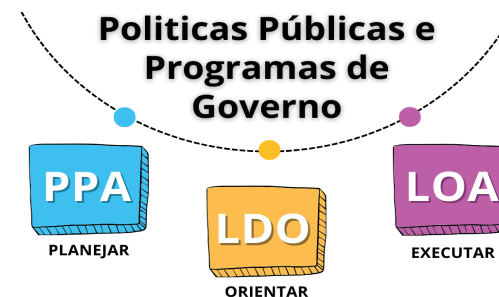 Politicas Públicas e
Programas de
Governo
PPA
PLANEJAR
LDO
ORIENTAR
LOA
EXECUTAR